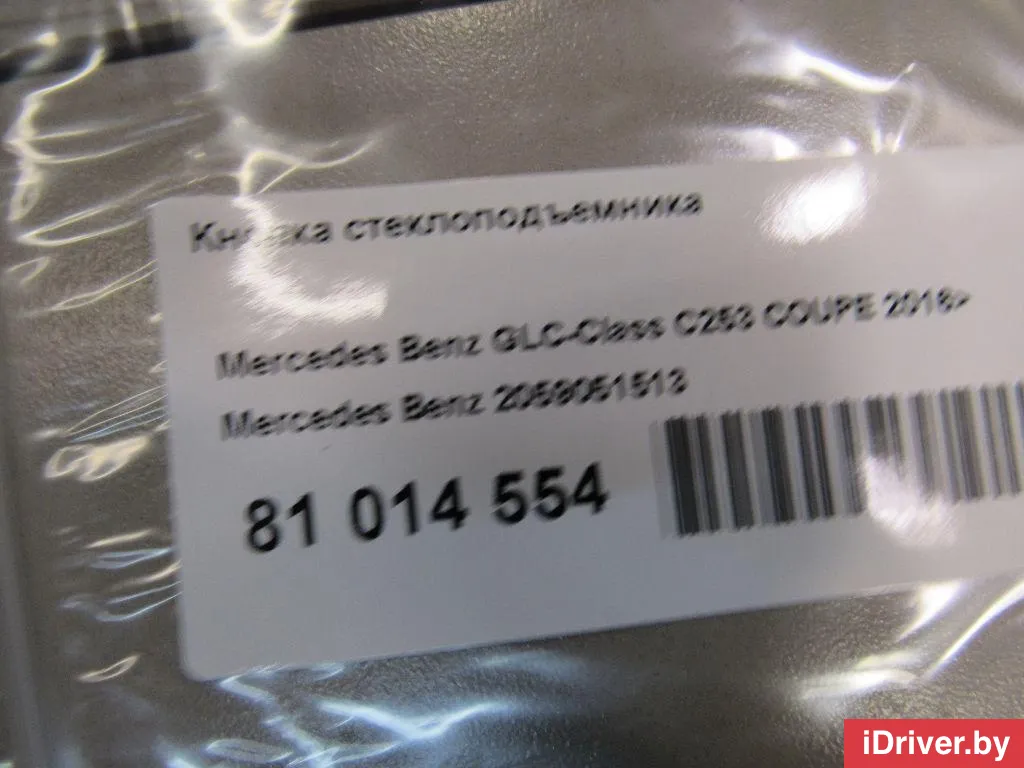 Кнопка стеклоподъемника
Mercedes Benz GLC-Class C253 COUPE 2016>
Mercedes Benz 2059051513
81 014 554
iDriver.by